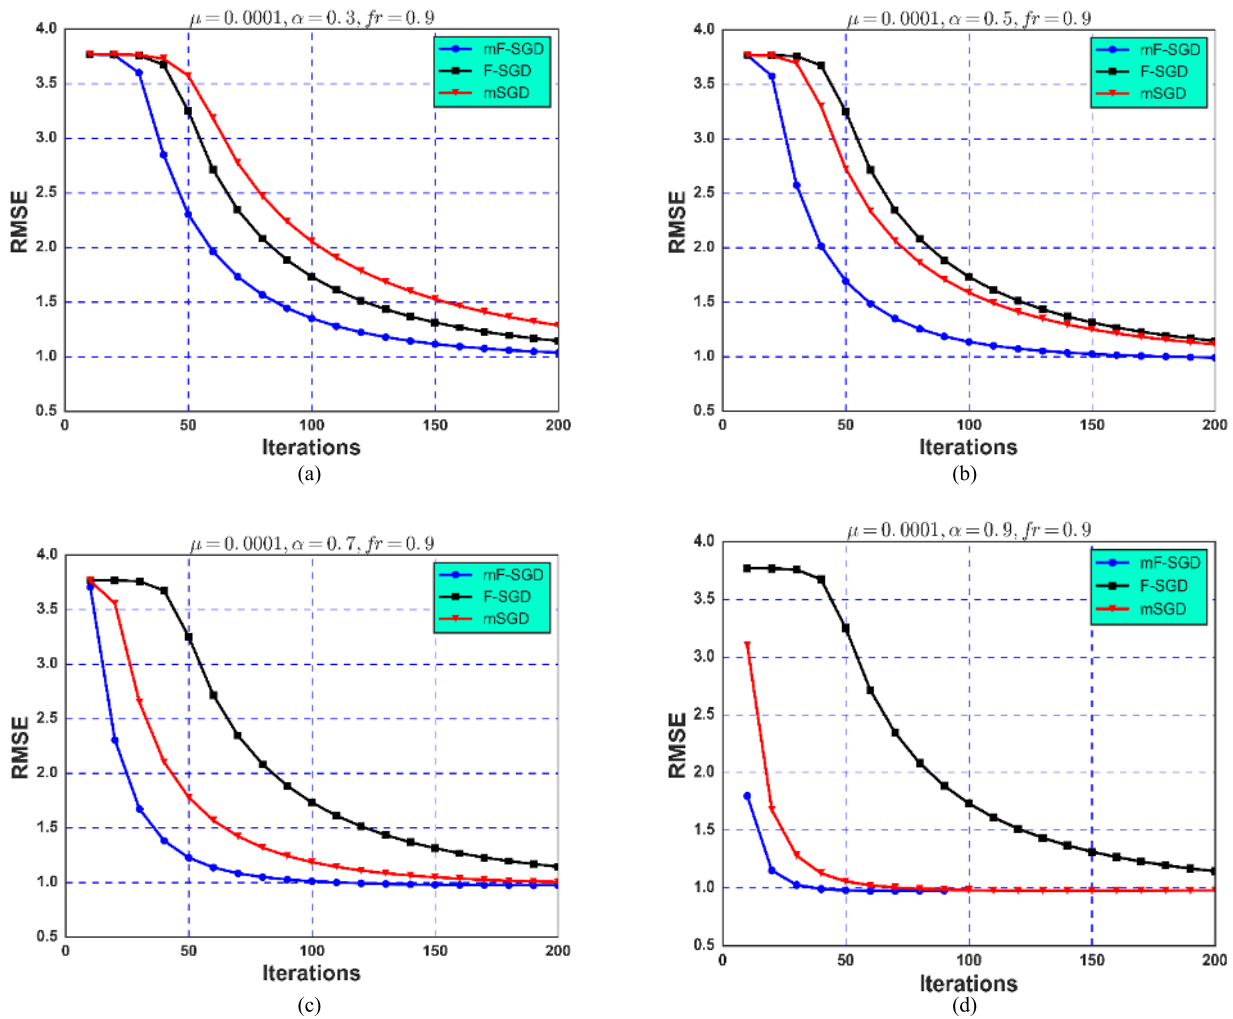 μ = 0.0001, α = 0.3, fr = 0.9
4.0
3.5
3.0
2.5
2.0
1.5
1.0
0.5
RMSE
mF-SGD
F-SGD
mSGD
0 50 100 150 200
Iterations
(a)
μ = 0.0001, α = 0.5, fr = 0.9
4.0
3.5
3.0
2.5
2.0
1.5
1.0
0.5
RMSE
mF-SGD
F-SGD
mSGD
0 50 100 150 200
Iterations
(b)
μ = 0.0001, α = 0.7, fr = 0.9
4.0
3.5
3.0
2.5
2.0
1.5
1.0
0.5
RMSE
mF-SGD
F-SGD
mSGD
0 50 100 150 200
Iterations
(c)
μ = 0.0001, α = 0.9, fr = 0.9
4.0
3.5
3.0
2.5
2.0
1.5
1.0
0.5
RMSE
mF-SGD
F-SGD
mSGD
0 50 100 150 200
Iterations
(d)